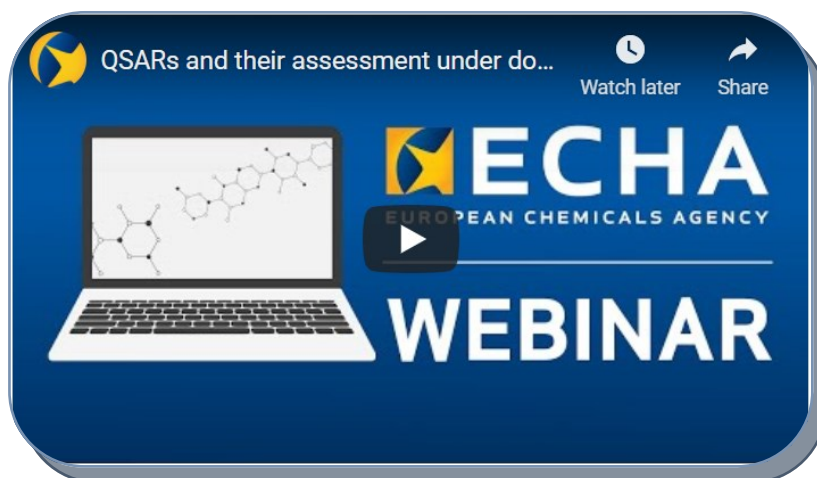 QSARs and their assessment under do...
Watch later
Share
ECHA
EUROPEAN CHEMICALS AGENCY
WEBINAR